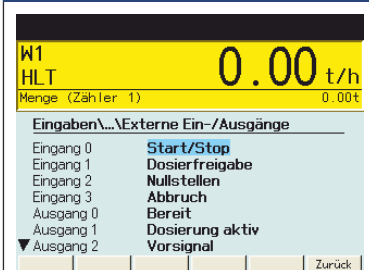 W1
HLT
0.00 t/h
Menge (Zähler 1) 0.00t
Eingaben\...\Externe Ein-/Ausgänge
Eingang 0 Start/Stop
Eingang 1 Dosierfreigabe
Eingang 2 Nullstellen
Eingang 3 Abbruch
Ausgang 0 Bereit
Ausgang 1 Dosierung aktiv
▼ Ausgang 2 Vorsignal
Zurück